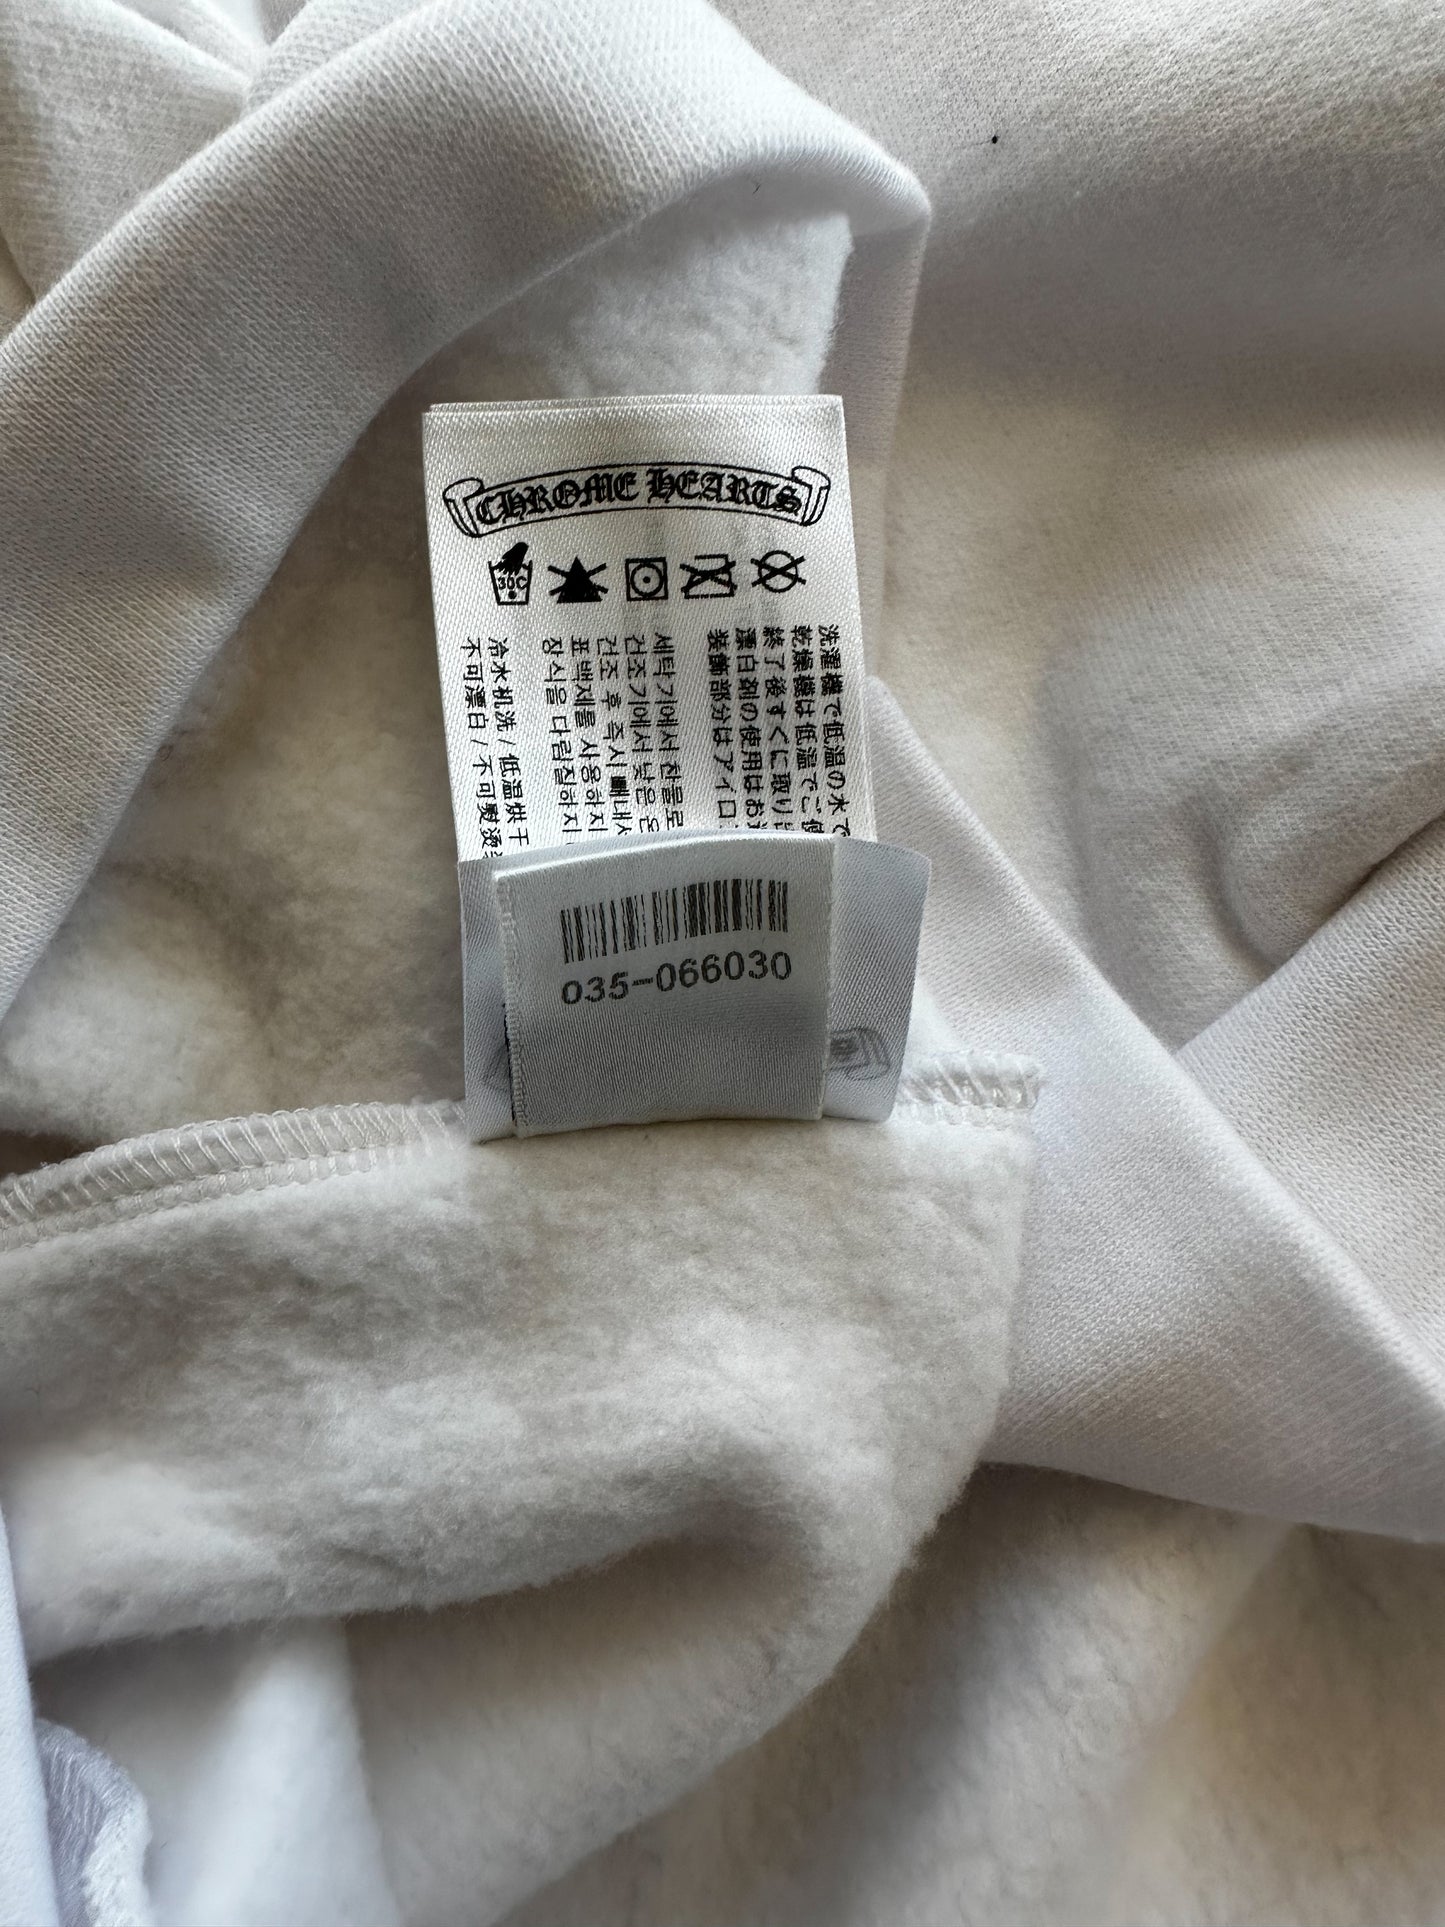 CHROME HEARTS
30C
洗濯機で低温の水で
乾燥機は低温でご使
終了後すぐに取り出
漂白剤の使用はお
装飾部分はアイロ
세탁기에서 찬물로
건조기에서 낮은 온
건조 후 즉시 빼내
표백제를 사용하지
장식을 다림질하지
冷水机洗/低温烘干
不可漂白/不可熨烫
035-066030